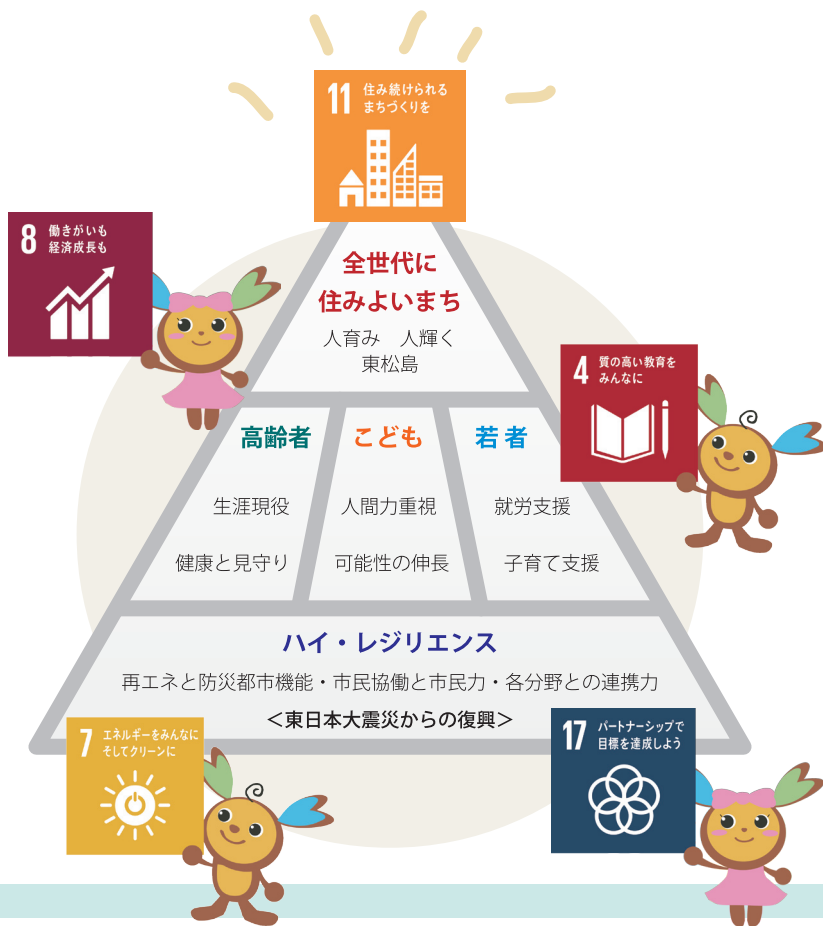 11 住み続けられる
まちづくりを
8 働きがいも
経済成長も
全世代に
住みよいまち
人育み　人輝く
東松島
4 質の高い教育を
みんなに
高齢者
こども
若者
生涯現役
人間力重視
就労支援
健康と見守り
可能性の伸長
子育て支援
ハイ・レジリエンス
再エネと防災都市機能・市民協働と市民力・各分野との連携力
＜東日本大震災からの復興＞
7 エネルギーをみんなに
そしてクリーンに
17 パートナーシップで
目標を達成しよう